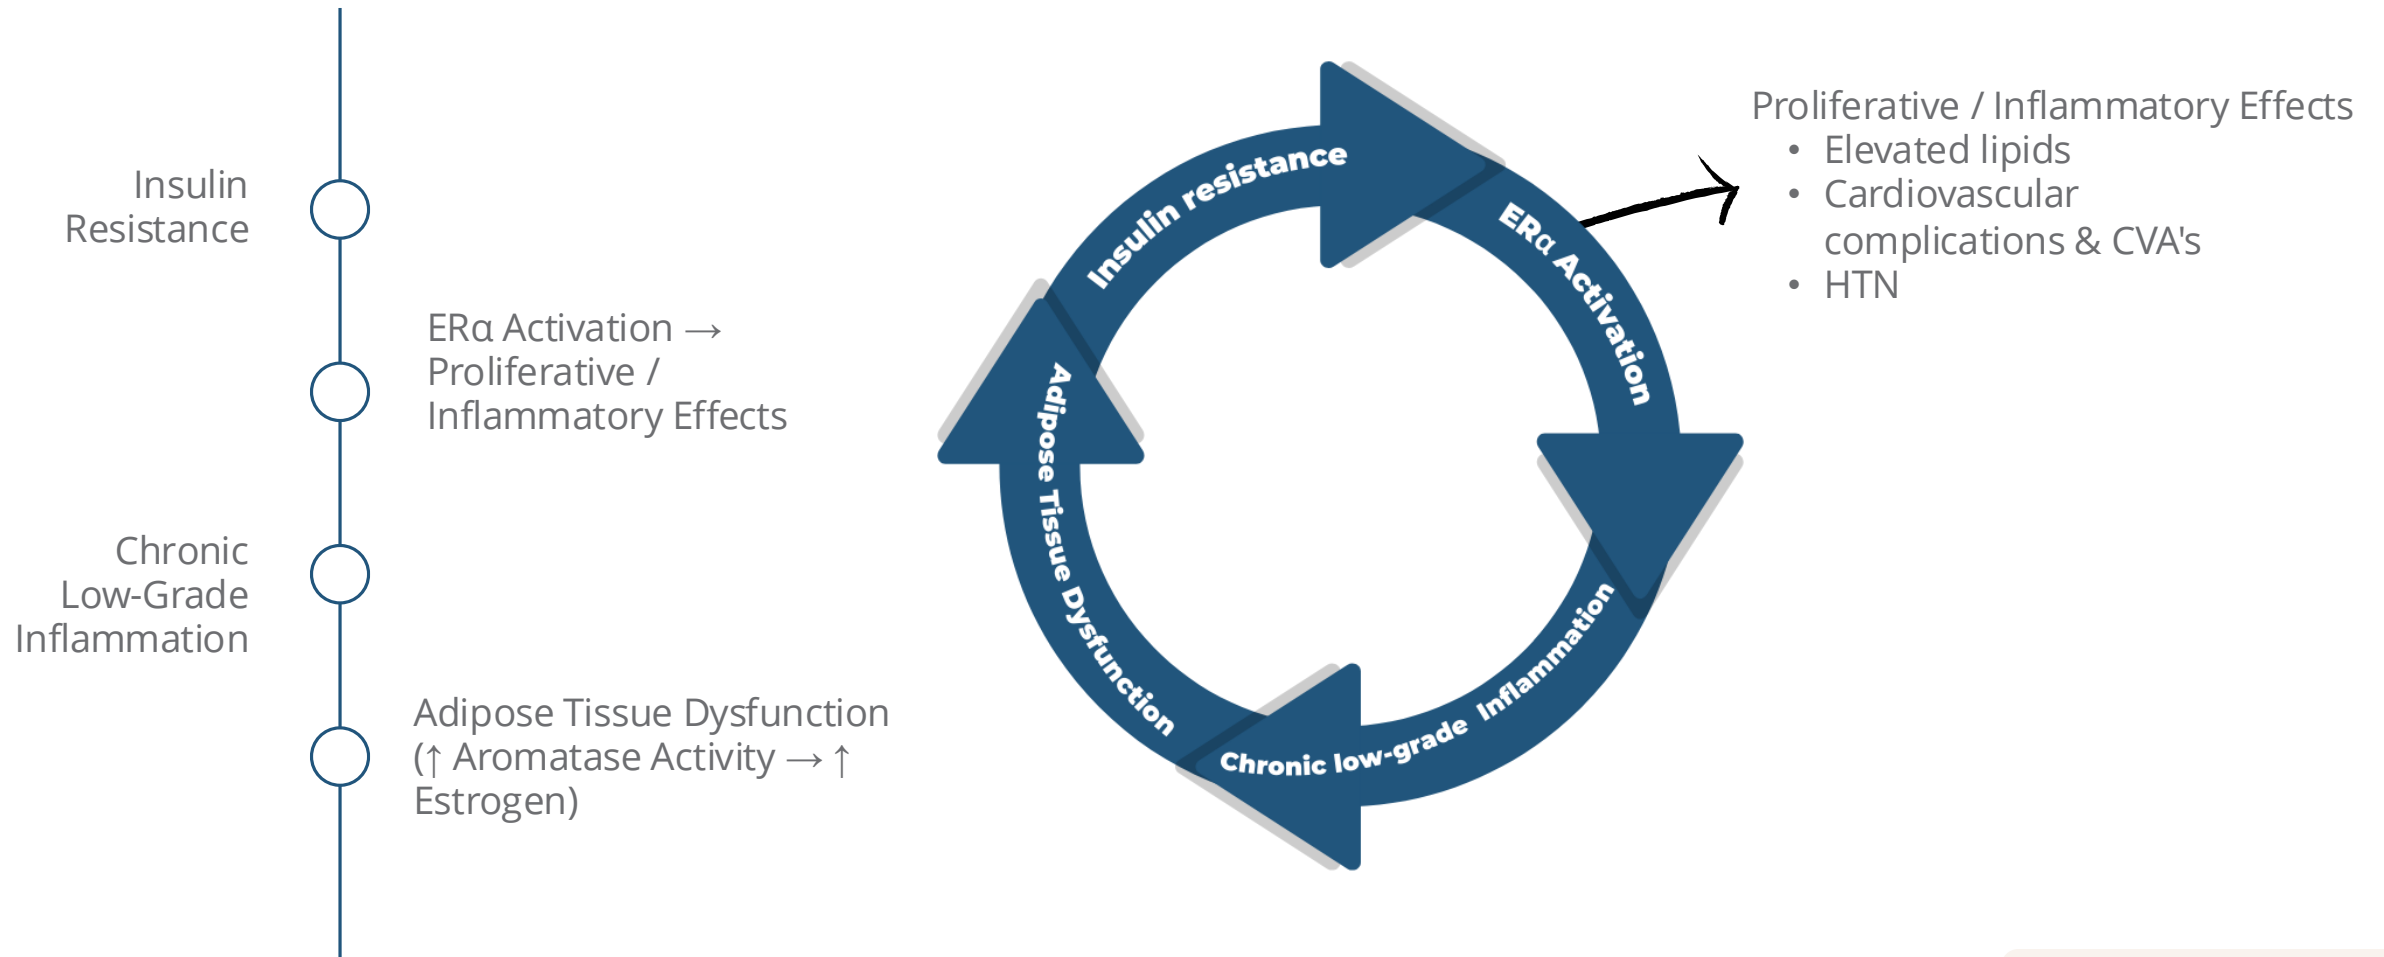 Insulin
Resistance
ERα Activation →
Proliferative /
Inflammatory Effects
Chronic
Low-Grade
Inflammation
Adipose Tissue Dysfunction
(↑ Aromatase Activity → ↑
Estrogen)
Insulin resistance
ERα Activation
Chronic low-grade Inflammation
Adipose Tissue Dysfunction
Proliferative / Inflammatory Effects
• Elevated lipids
• Cardiovascular
complications & CVA's
• HTN